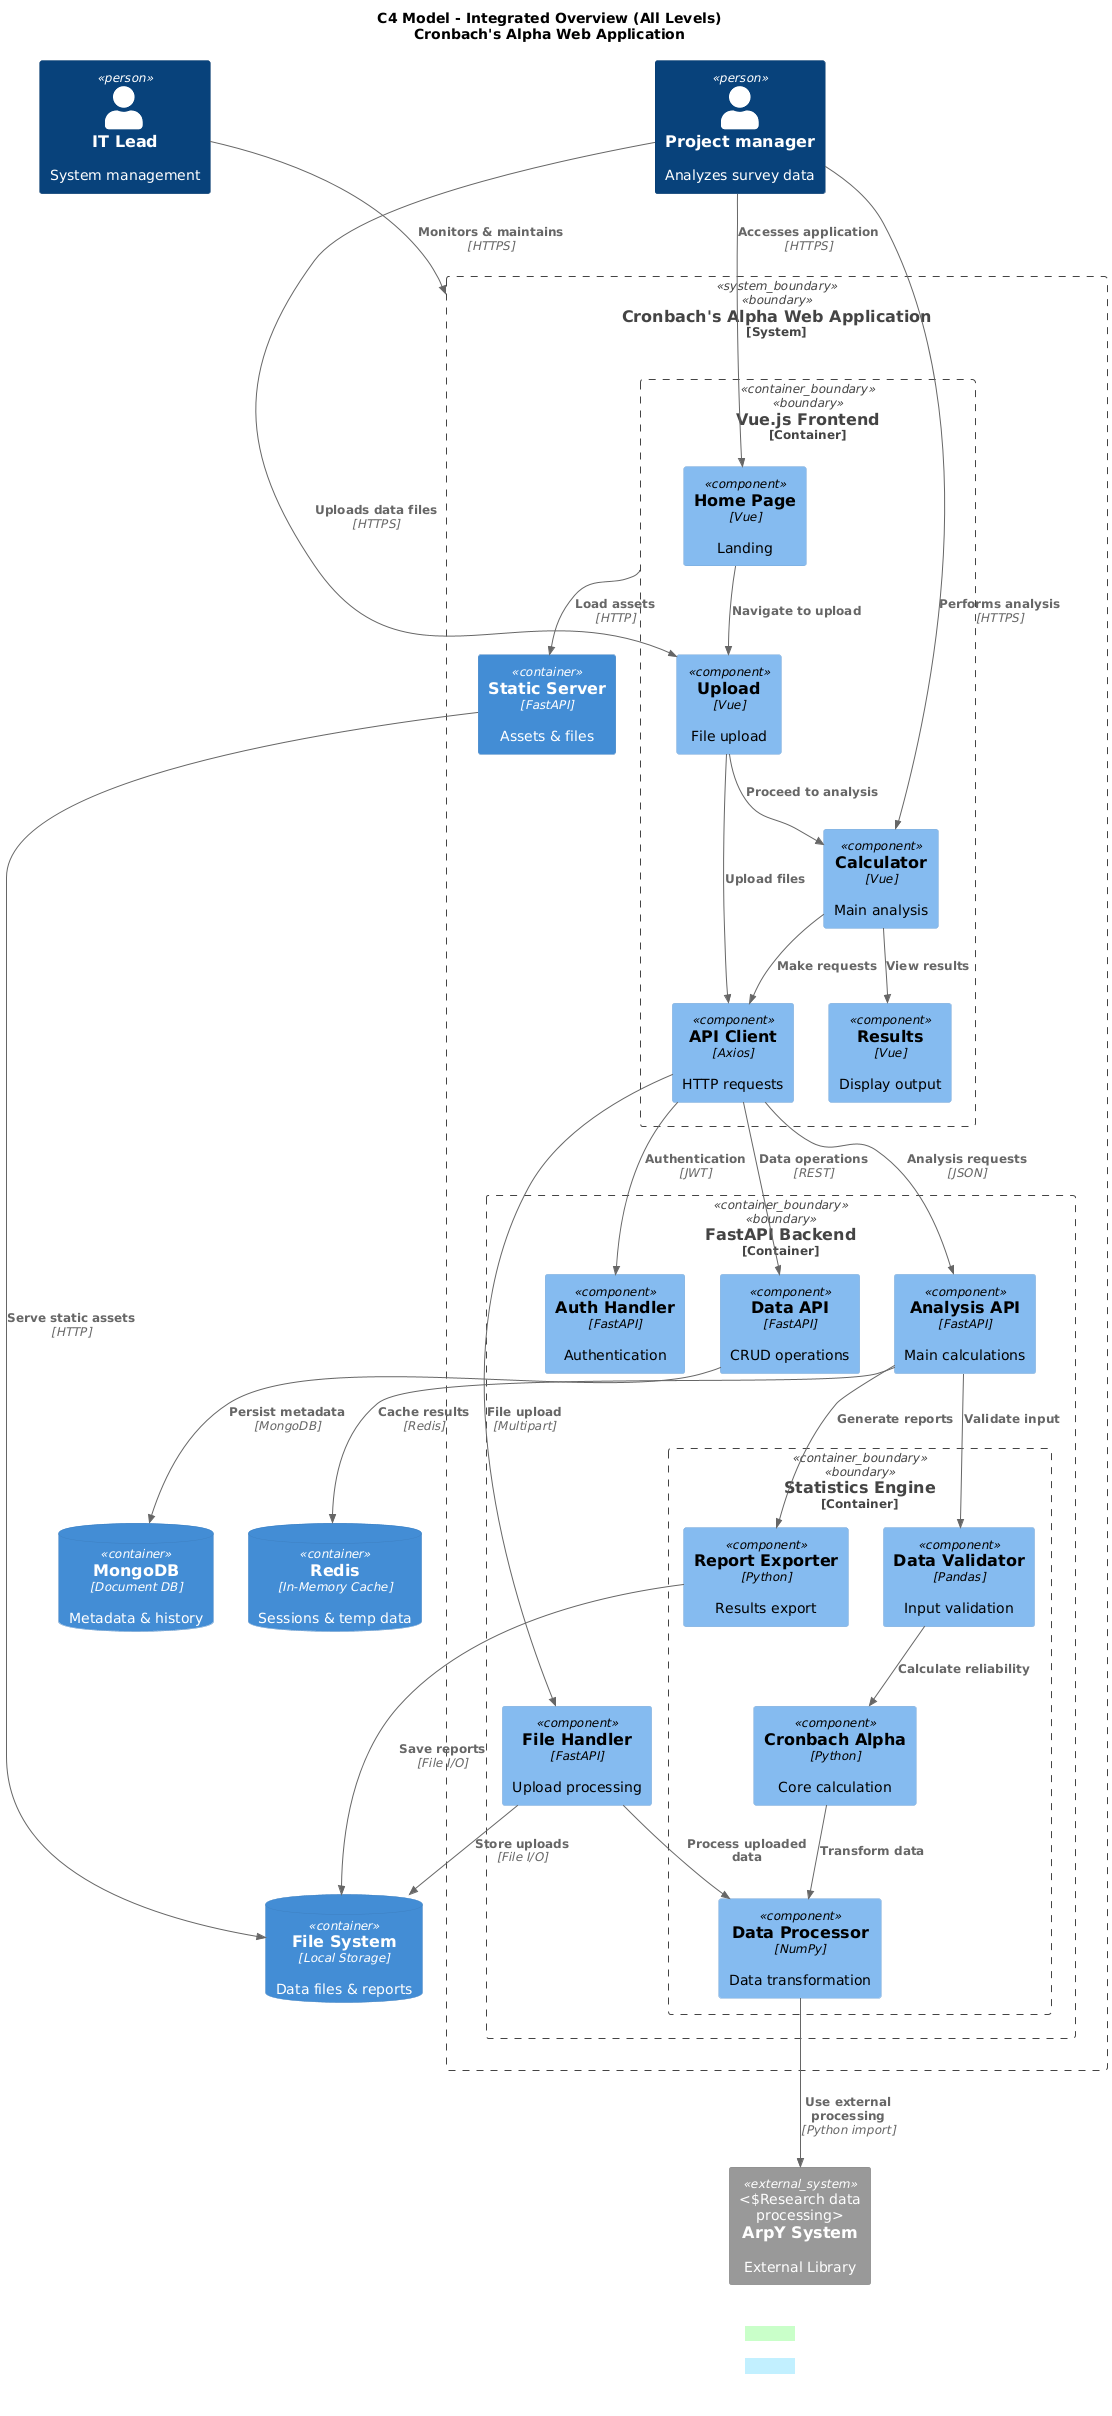 C4 Model - Integrated Overview (All Levels)
Cronbach's Alpha Web Application
«person»
IT Lead
System management
«person»
Project manager
Analyzes survey data
Monitors & maintains
[HTTPS]
Accesses application
[HTTPS]
«system_boundary»
«boundary»
Cronbach's Alpha Web Application
[System]
«container_boundary»
«boundary»
Vue.js Frontend
[Container]
«component»
Home Page
[Vue]
Landing
Uploads data files
[HTTPS]
Load assets
[HTTP]
Navigate to upload
Performs analysis
[HTTPS]
«container»
Static Server
[FastAPI]
Assets & files
«component»
Upload
[Vue]
File upload
Proceed to analysis
«component»
Calculator
[Vue]
Main analysis
Upload files
Make requests
View results
«component»
API Client
[Axios]
HTTP requests
«component»
Results
[Vue]
Display output
Authentication
[JWT]
Data operations
[REST]
Analysis requests
[JSON]
«container_boundary»
«boundary»
FastAPI Backend
[Container]
«component»
Auth Handler
[FastAPI]
Authentication
«component»
Data API
[FastAPI]
CRUD operations
«component»
Analysis API
[FastAPI]
Main calculations
Serve static assets
[HTTP]
Persist metadata
[MongoDB]
Cache results
[Redis]
File upload
[Multipart]
Generate reports
Validate input
«container_boundary»
«boundary»
Statistics Engine
[Container]
«container»
MongoDB
[Document DB]
Metadata & history
«container»
Redis
[In-Memory Cache]
Sessions & temp data
«component»
Report Exporter
[Python]
Results export
«component»
Data Validator
[Pandas]
Input validation
Calculate reliability
«component»
File Handler
[FastAPI]
Upload processing
«component»
Cronbach Alpha
[Python]
Core calculation
Save reports
[File I/O]
Store uploads
[File I/O]
Process uploaded
data
Transform data
«container»
File System
[Local Storage]
Data files & reports
«component»
Data Processor
[NumPy]
Data transformation
Use external
processing
[Python import]
«external_system»
<$Research data
processing>
ArpY System
External Library